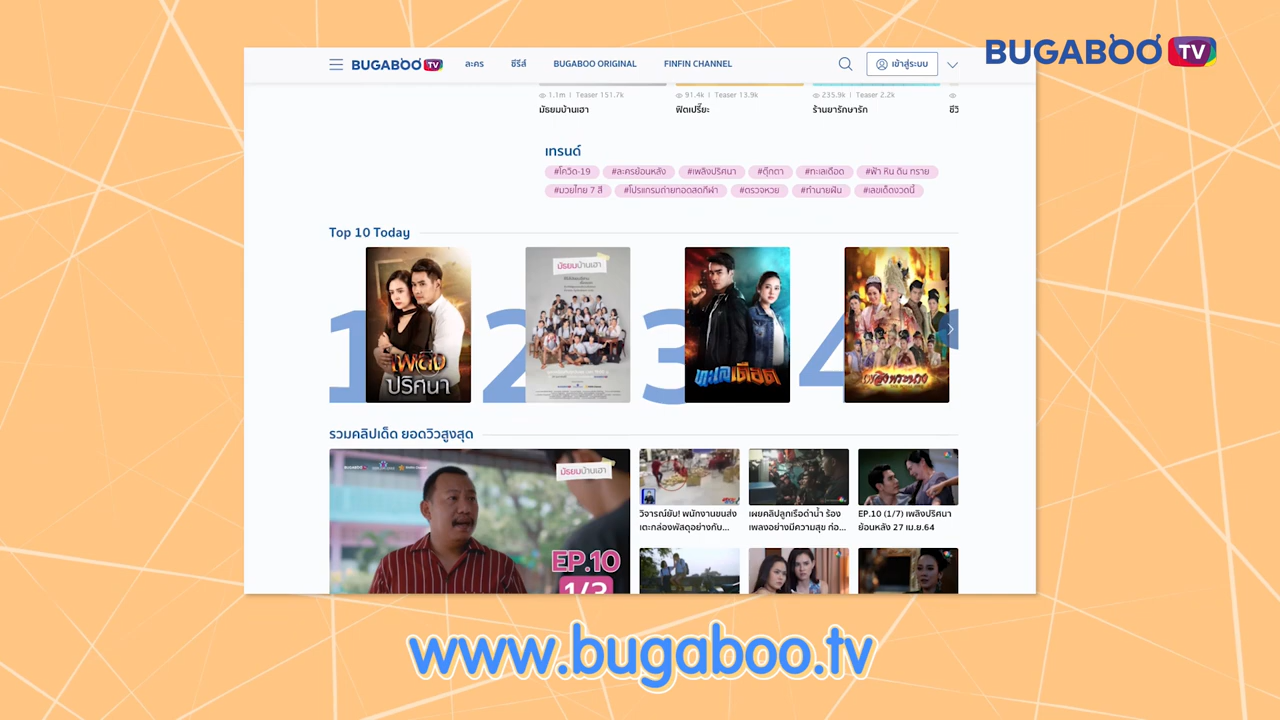 BUGABOO TV
BUGABOO TV ละคร ซีรีส์ BUGABOO ORIGINAL FINFIN CHANNEL เข้าสู่ระบบ
1.1m | Teaser 151.7k 91.4k | Teaser 13.9k 235.9k | Teaser 2.2k
มัธยมบ้านเฮา ฟิตเปรี๊ยะ ร้านยารักษารัก ชีวิ
เทรนด์
#โควิด-19 #ละครย้อนหลัง #เพลิงปริศนา #ตุ๊กตา #ทะเลเดือด #ฟ้า หิน ดิน ทราย
#มวยไทย 7 สี #โปรแกรมถ่ายทอดสดกีฬา #ตรวจหวย #ทำนายฝัน #เลขเด็ดงวดนี้
Top 10 Today
1 2 3 4
มัธยมบ้านเฮา
เพลิงปริศนา
ทะเลเดือด
เพลิงพระนาง
รวมคลิปเด็ด ยอดวิวสูงสุด
มัธยมบ้านเฮา
EP.10
1/3
วิจารณ์ยับ! พนักงานขนส่ง
เตะกล่องพัสดุอย่างกับ...
เผยคลิปลูกเรือดำน้ำ ร้อง
เพลงอย่างมีความสุข ก่อ...
EP.10 (1/7) เพลิงปริศนา
ย้อนหลัง 27 เม.ย.64
www.bugaboo.tv